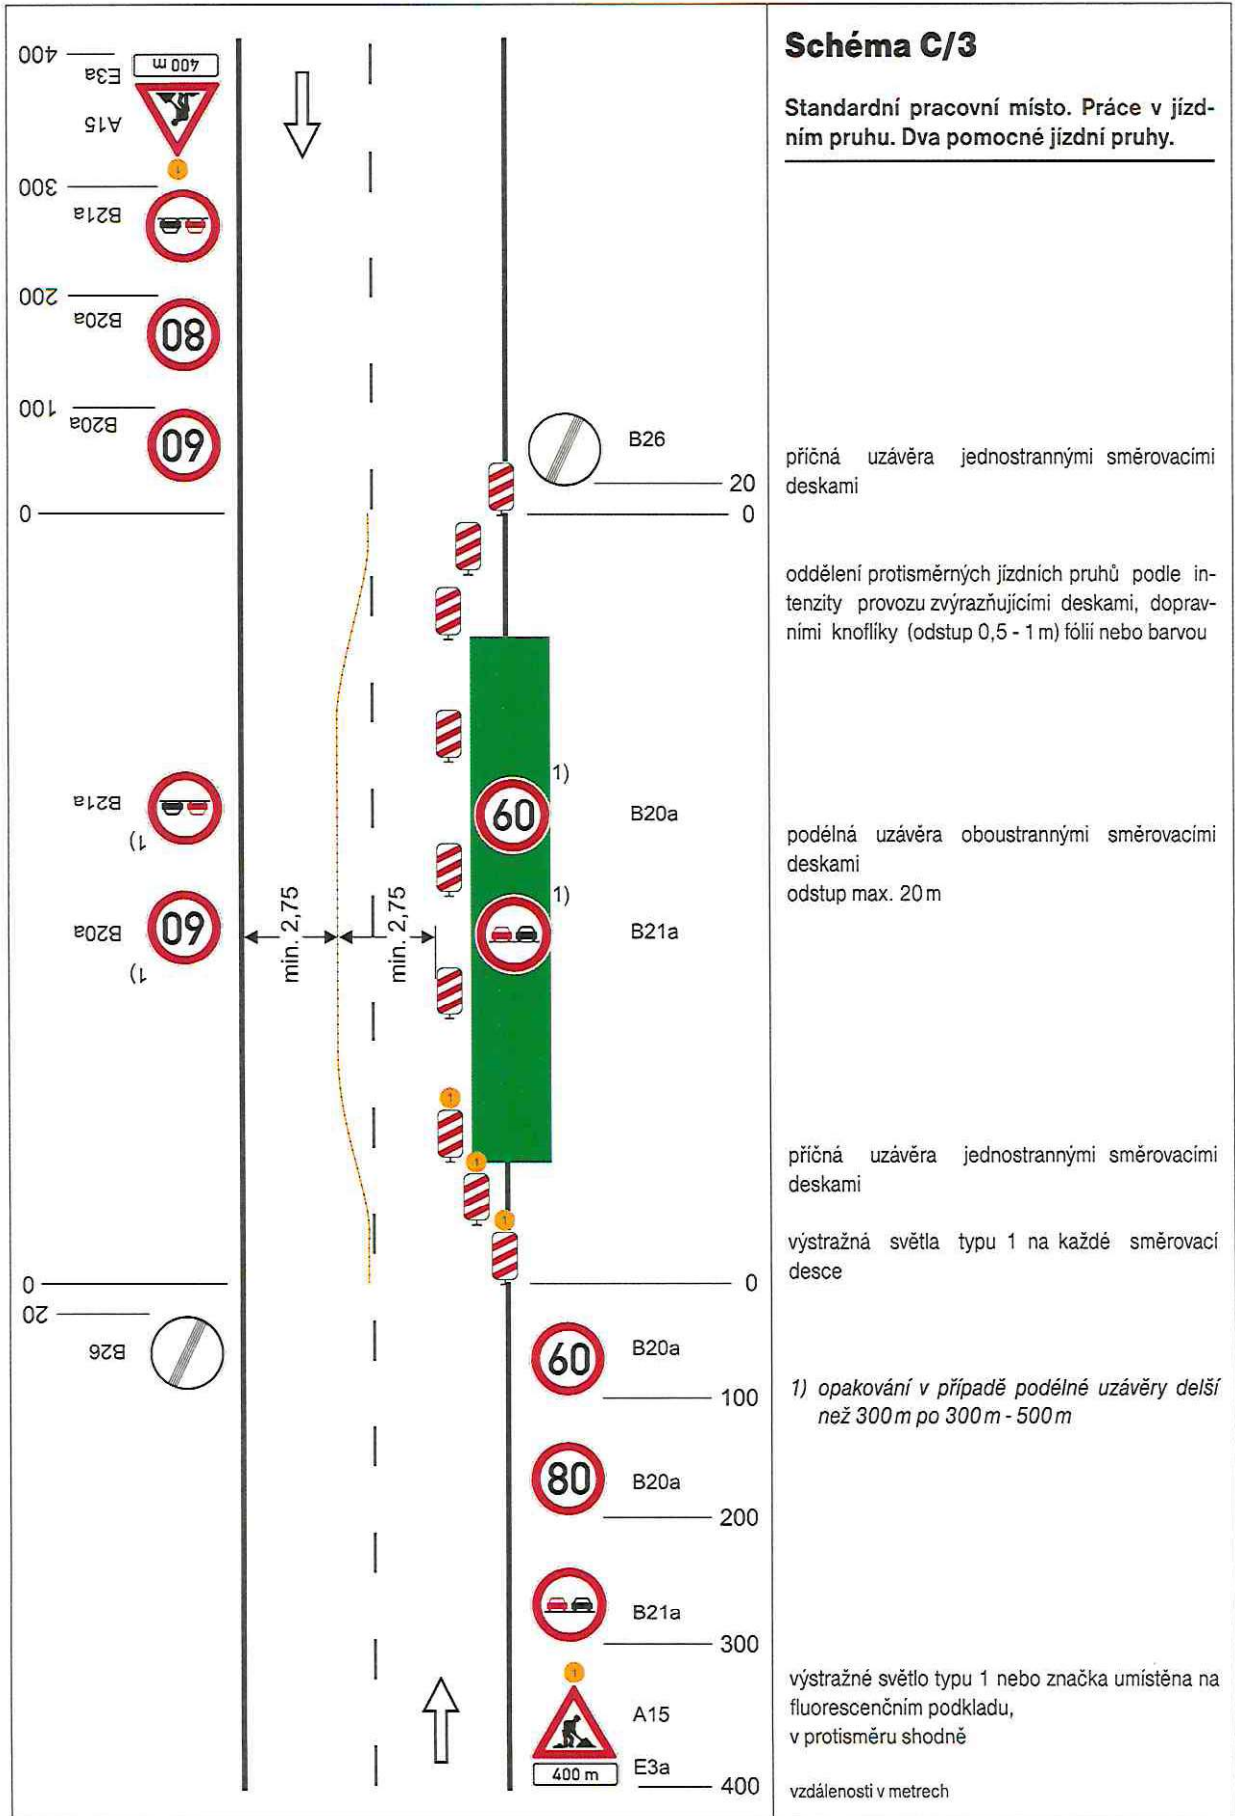 Schéma C/3
Standardní pracovní místo. Práce v jízd-
ním pruhu. Dva pomocné jízdní pruhy.
400
400 m
E3a
A15
1
300
B21a
200
B20a
80
100
B20a
60
0
B26
20
0
příčná uzávěra jednostrannými směrovacími
deskami
oddělení protisměrných jízdních pruhů podle in-
tenzity provozu zvýrazňujícími deskami, doprav-
ními knoflíky (odstup 0,5 - 1 m) fólií nebo barvou
B21a
1)
B20a
60
1)
min. 2,75
min. 2,75
1)
60
B20a
1)
B21a
podélná uzávěra oboustrannými směrovacími
deskami
odstup max. 20 m
1
1
1
příčná uzávěra jednostrannými směrovacími
deskami
výstražná světla typu 1 na každé směrovací
desce
0
20
B26
0
60
B20a
100
80
B20a
200
B21a
300
1
A15
400 m
E3a
400
1) opakování v případě podélné uzávěry delší
než 300 m po 300 m - 500 m
výstražné světlo typu 1 nebo značka umístěna na
fluorescenčním podkladu,
v protisměru shodně
vzdálenosti v metrech